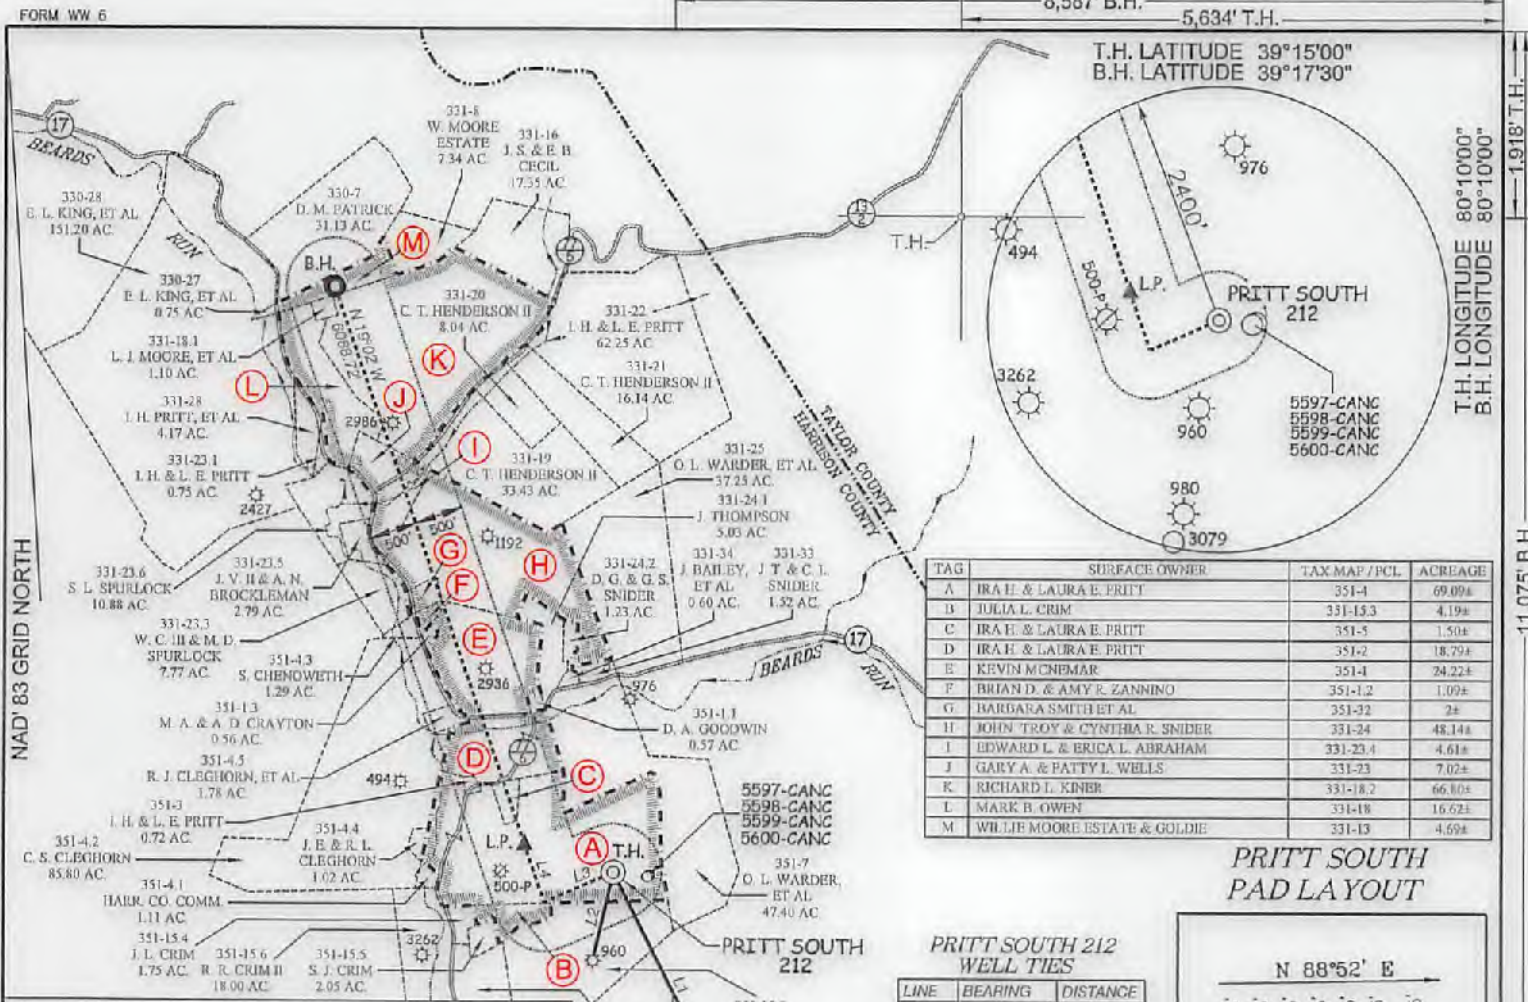 FORM WW 6
8,587' B.H.
5,634' T.H.
T.H. LATITUDE 39°15'00"
B.H. LATITUDE 39°17'30"
1,918' T.H.
T.H. LONGITUDE 80°10'00"
B.H. LONGITUDE 80°10'00"
11,075' B.H.
NAD' 83 GRID NORTH
17
BEARDS
RUN
330-28
E. L. KING, ET AL
151.20 AC.
330-7
D. M. PATRICK
31.13 AC.
331-8
W. MOORE
ESTATE
7.34 AC.
331-16
J. S. & E. B.
CECIL
17.35 AC.
M
B.H.
77
5
13
2
T.H.
330-27
E. L. KING, ET AL
0.75 AC.
331-18.1
L. J. MOORE, ET AL
1.10 AC.
L
331-28
I. H. PRITT, ET AL
4.17 AC.
331-23.1
I. H. & L. E. PRITT
0.75 AC.
N 19°02' W
6068.72'
331-20
C. T. HENDERSON II
8.04 AC.
K
J
2986
331-22
I. H. & L. E. PRITT
62.25 AC.
331-21
C. T. HENDERSON II
16.14 AC.
I
331-19
C. T. HENDERSON II
33.43 AC.
331-25
O. L. WARDER, ET AL
37.25 AC.
331-24.1
J. THOMPSON
5.03 AC.
TAYLOR COUNTY
HARRISON COUNTY
2427
500'
500'
1192
G
H
F
E
331-23.6
S. L. SPURLOCK
10.88 AC.
331-23.5
J. V. II & A. N.
BROCKLEMAN
2.79 AC.
331-24.2
D. G. & G. S.
SNIDER
1.23 AC.
331-34
J. BAILEY,
ET AL
0.60 AC.
331-33
J. T & C. L.
SNIDER
1.52 AC.
331-23.3
W. C. III & M. D.
SPURLOCK
7.77 AC.
351-4.3
S. CHENOWETH
1.29 AC.
2936
976
BEARDS
17
RUN
351-1.3
M. A. & A. D. CRAYTON
0.56 AC.
351-1.1
D. A. GOODWIN
0.57 AC.
351-4.5
R. J. CLEGHORN, ET AL
1.78 AC.
D
77
6
C
494
351-3
I. H. & L. E. PRITT
0.72 AC.
351-4.2
C. S. CLEGHORN
85.80 AC.
351-4.4
J. E. & R. L.
CLEGHORN
1.02 AC.
L.P.
L4
500-P
A
T.H.
L3
L2
L1
5597-CANC
5598-CANC
5599-CANC
5600-CANC
351-7
O. L. WARDER,
ET AL
47.40 AC.
351-4.1
HARR. CO. COMM.
1.11 AC.
351-15.4
J. L. CRIM
1.75 AC.
351-15.6
R. R. CRIM II
18.00 AC.
351-15.5
S. J. CRIM
2.05 AC.
3262
B
960
PRITT SOUTH
212
976
494
2400'
500-P
L.P.
PRITT SOUTH
212
3262
960
5597-CANC
5598-CANC
5599-CANC
5600-CANC
980
3079
TAG SURFACE OWNER TAX MAP / PCL ACREAGE
A IRA H. & LAURA E. PRITT 351-4 69.09±
B JULIA L. CRIM 351-15.3 4.19±
C IRA H. & LAURA E. PRITT 351-5 1.50±
D IRA H. & LAURA E. PRITT 351-2 18.79±
E KEVIN MCNEMAR 351-1 24.22±
F BRIAN D. & AMY R. ZANNINO 351-1.2 1.09±
G BARBARA SMITH ET AL 351-32 2±
H JOHN TROY & CYNTHIA R. SNIDER 331-24 48.14±
I EDWARD L. & ERICA L. ABRAHAM 331-23.4 4.61±
J GARY A. & PATTY L. WELLS 331-23 7.02±
K RICHARD L. KINER 331-18.2 66.80±
L MARK B. OWEN 331-18 16.62±
M WILLIE MOORE ESTATE & GOLDIE 331-13 4.69±
PRITT SOUTH
PAD LAYOUT
N 88°52' E
PRITT SOUTH 212
WELL TIES
LINE BEARING DISTANCE